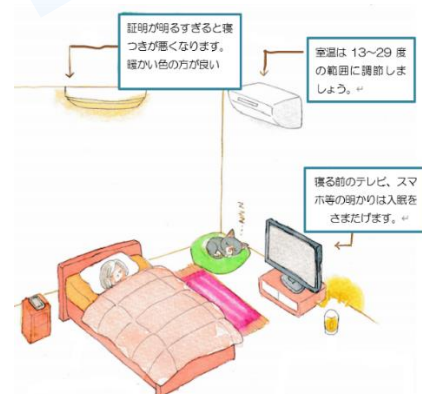 証明が明るすぎると寝
つきが悪くなります。
暖かい色の方が良い
室温は 13～29 度
の範囲に調節しま
しょう。↵
寝る前のテレビ、スマ
ホ等の明かりは入眠を
さまたげます。↵